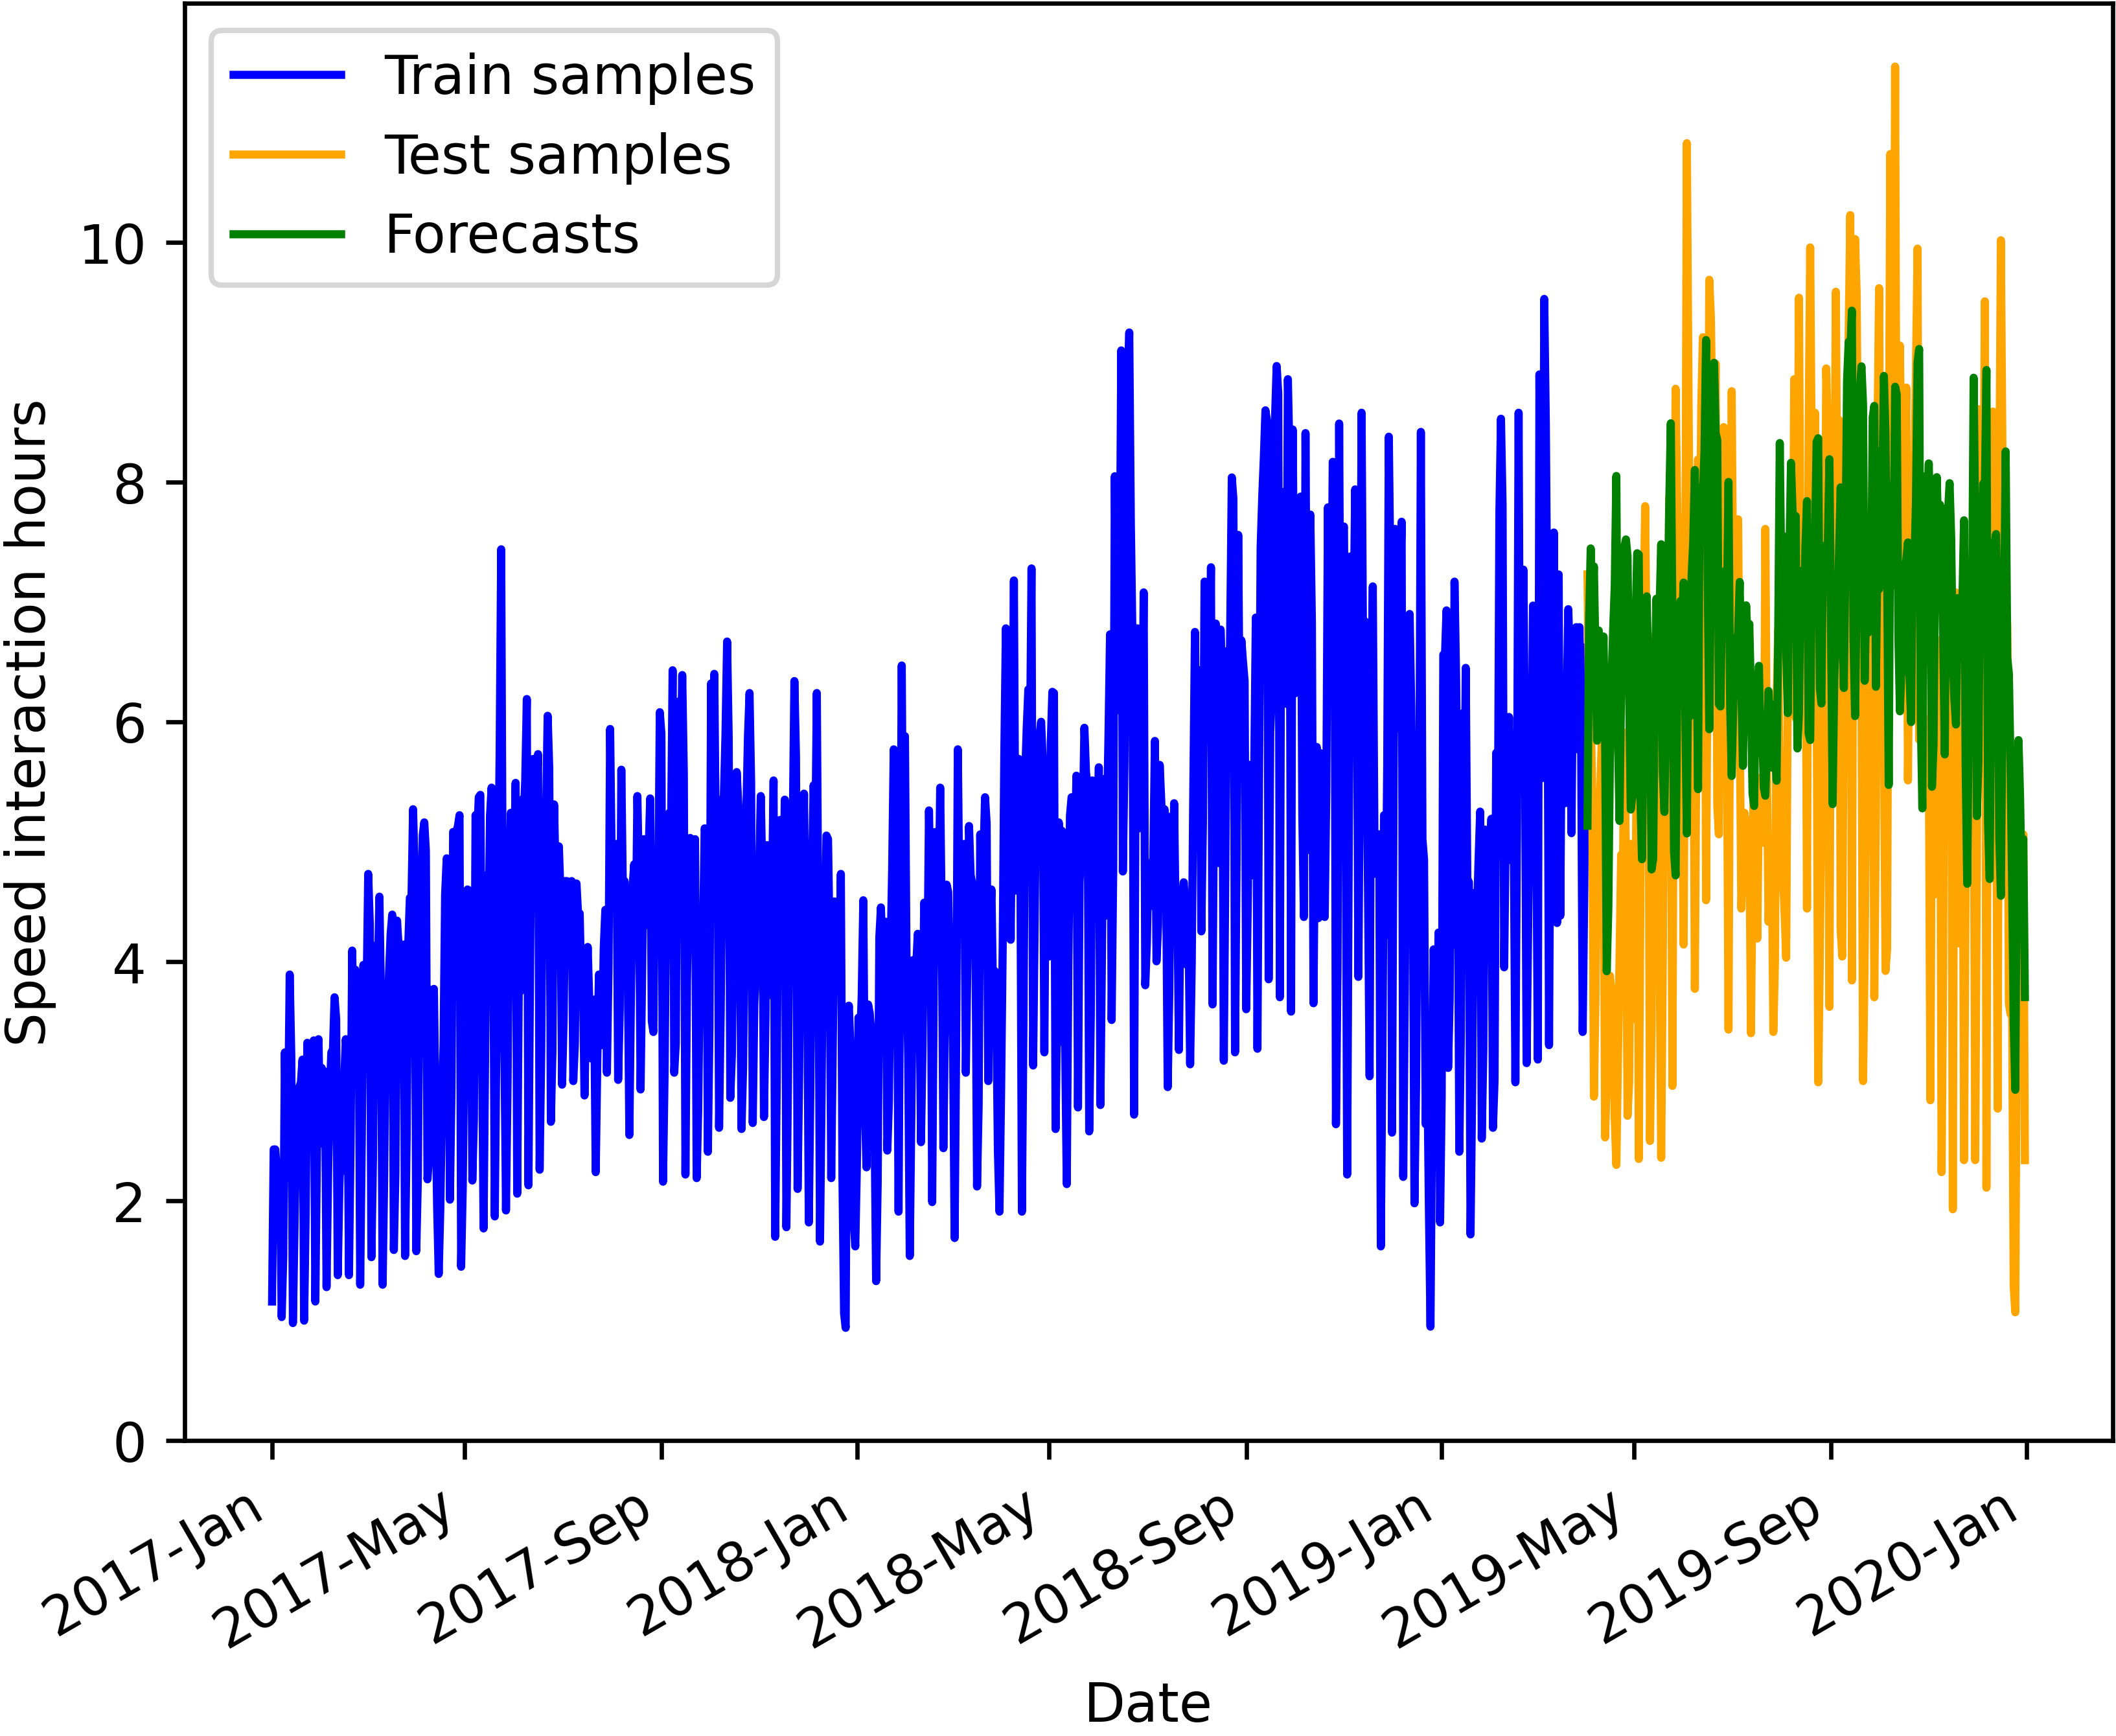 Train samples
Test samples
Forecasts
Speed interaction hours
10
8
6
4
2
0
2017-Jan
2017-May
2017-Sep
2018-Jan
2018-May
2018-Sep
2019-Jan
2019-May
2019-Sep
2020-Jan
Date